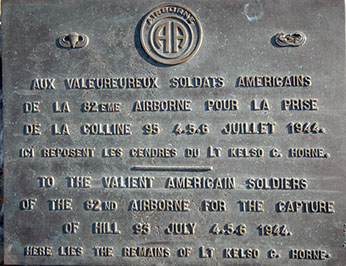 AIRBORNE
AA
AUX VALEUREUREUX SOLDATS AMERICAINS
DE LA 82EME AIRBORNE POUR LA PRISE
DE LA COLLINE 95 4.5.6 JUILLET 1944.
ICI REPOSENT LES CENDRES DU LT KELSO C. HORNE.
TO THE VALIENT AMERICAIN SOLDIERS
OF THE 82ND AIRBORNE FOR THE CAPTURE
OF HILL 95 JULY 4.5.6 1944.
HERE LIES THE REMAINS OF LT KELSO C. HORNE.